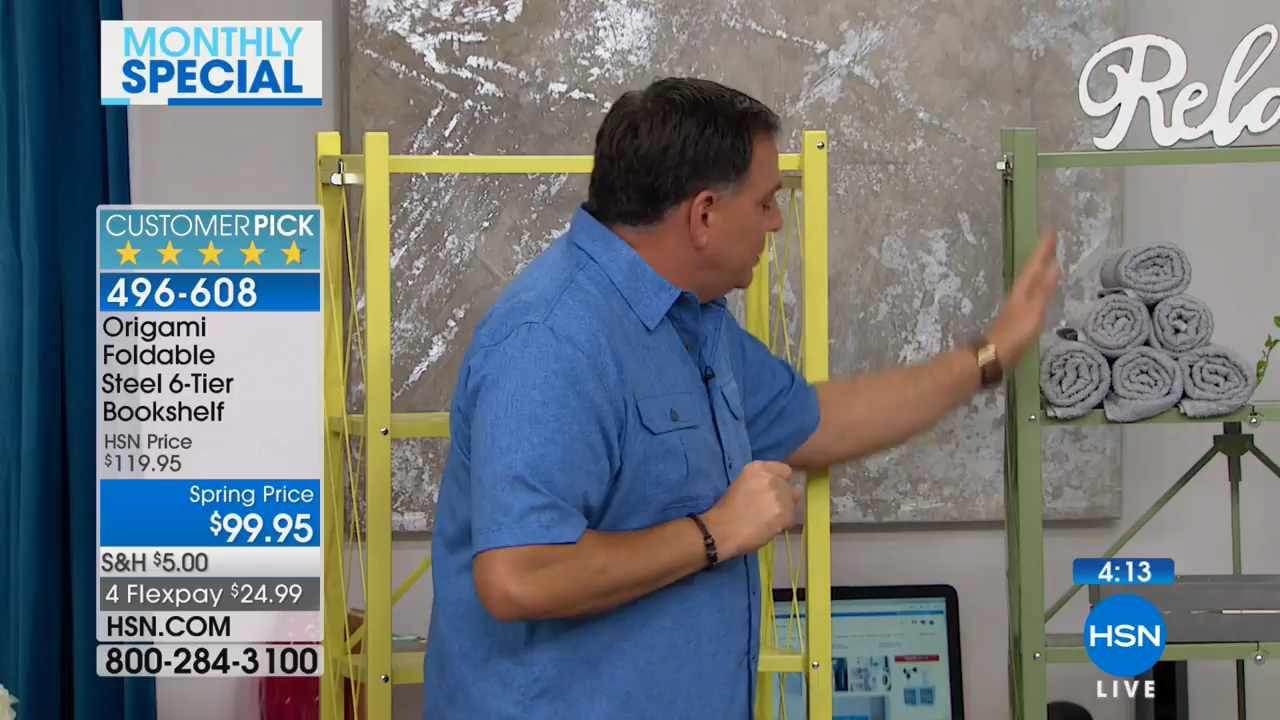 MONTHLY
SPECIAL
CUSTOMER PICK
496-608
Origami
Foldable
Steel 6-Tier
Bookshelf
HSN Price
$119.95
Spring Price
$99.95
S&H $5.00
4 Flexpay $24.99
HSN.COM
800-284-3100
Rela
4:13
HSN
LIVE